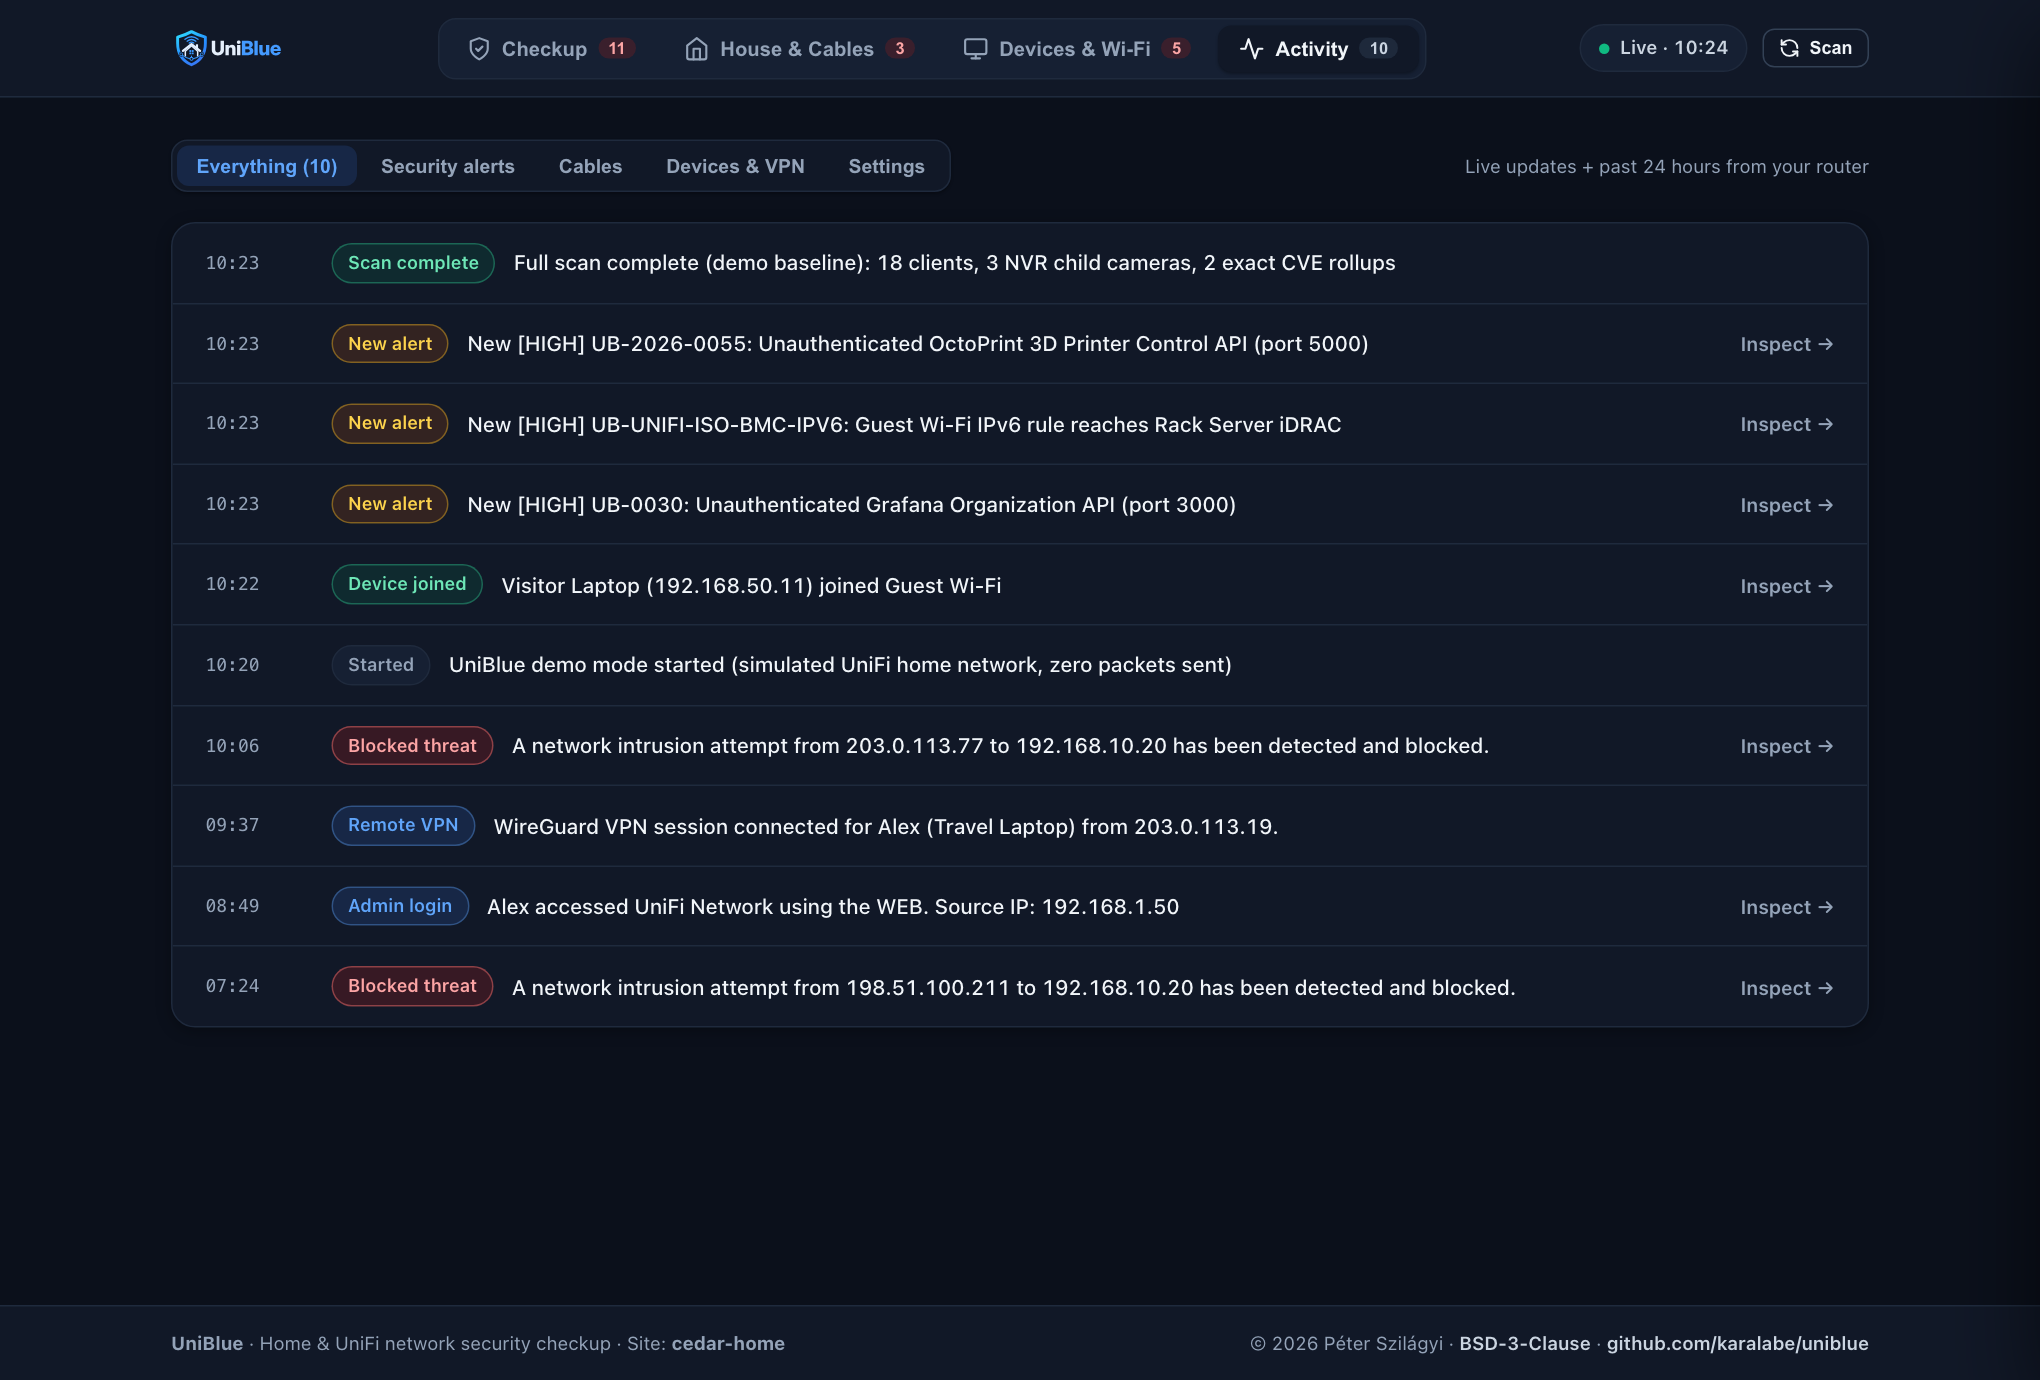 UniBlue
Checkup 11
House & Cables 3
Devices & Wi-Fi 5
Activity 10
Live · 10:24
Scan
Everything (10)
Security alerts
Cables
Devices & VPN
Settings
Live updates + past 24 hours from your router
10:23 Scan complete Full scan complete (demo baseline): 18 clients, 3 NVR child cameras, 2 exact CVE rollups
10:23 New alert New [HIGH] UB-2026-0055: Unauthenticated OctoPrint 3D Printer Control API (port 5000) Inspect →
10:23 New alert New [HIGH] UB-UNIFI-ISO-BMC-IPV6: Guest Wi-Fi IPv6 rule reaches Rack Server iDRAC Inspect →
10:23 New alert New [HIGH] UB-0030: Unauthenticated Grafana Organization API (port 3000) Inspect →
10:22 Device joined Visitor Laptop (192.168.50.11) joined Guest Wi-Fi Inspect →
10:20 Started UniBlue demo mode started (simulated UniFi home network, zero packets sent)
10:06 Blocked threat A network intrusion attempt from 203.0.113.77 to 192.168.10.20 has been detected and blocked. Inspect →
09:37 Remote VPN WireGuard VPN session connected for Alex (Travel Laptop) from 203.0.113.19.
08:49 Admin login Alex accessed UniFi Network using the WEB. Source IP: 192.168.1.50 Inspect →
07:24 Blocked threat A network intrusion attempt from 198.51.100.211 to 192.168.10.20 has been detected and blocked. Inspect →
UniBlue · Home & UniFi network security checkup · Site: cedar-home
© 2026 Péter Szilágyi · BSD-3-Clause · github.com/karalabe/uniblue